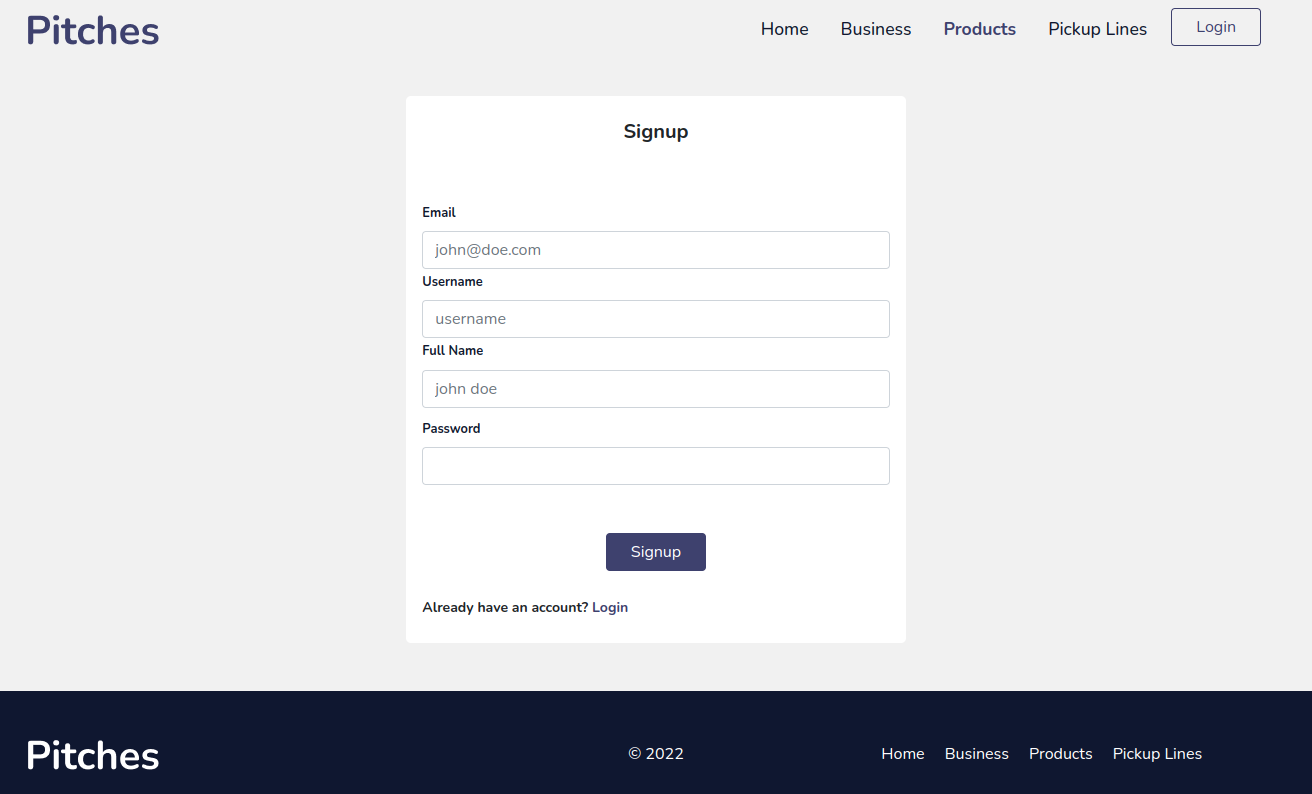 Pitches Home Business Products Pickup Lines Login
Signup
Email
john@doe.com
Username
username
Full Name
john doe
Password
Signup
Already have an account? Login
Pitches © 2022 Home Business Products Pickup Lines